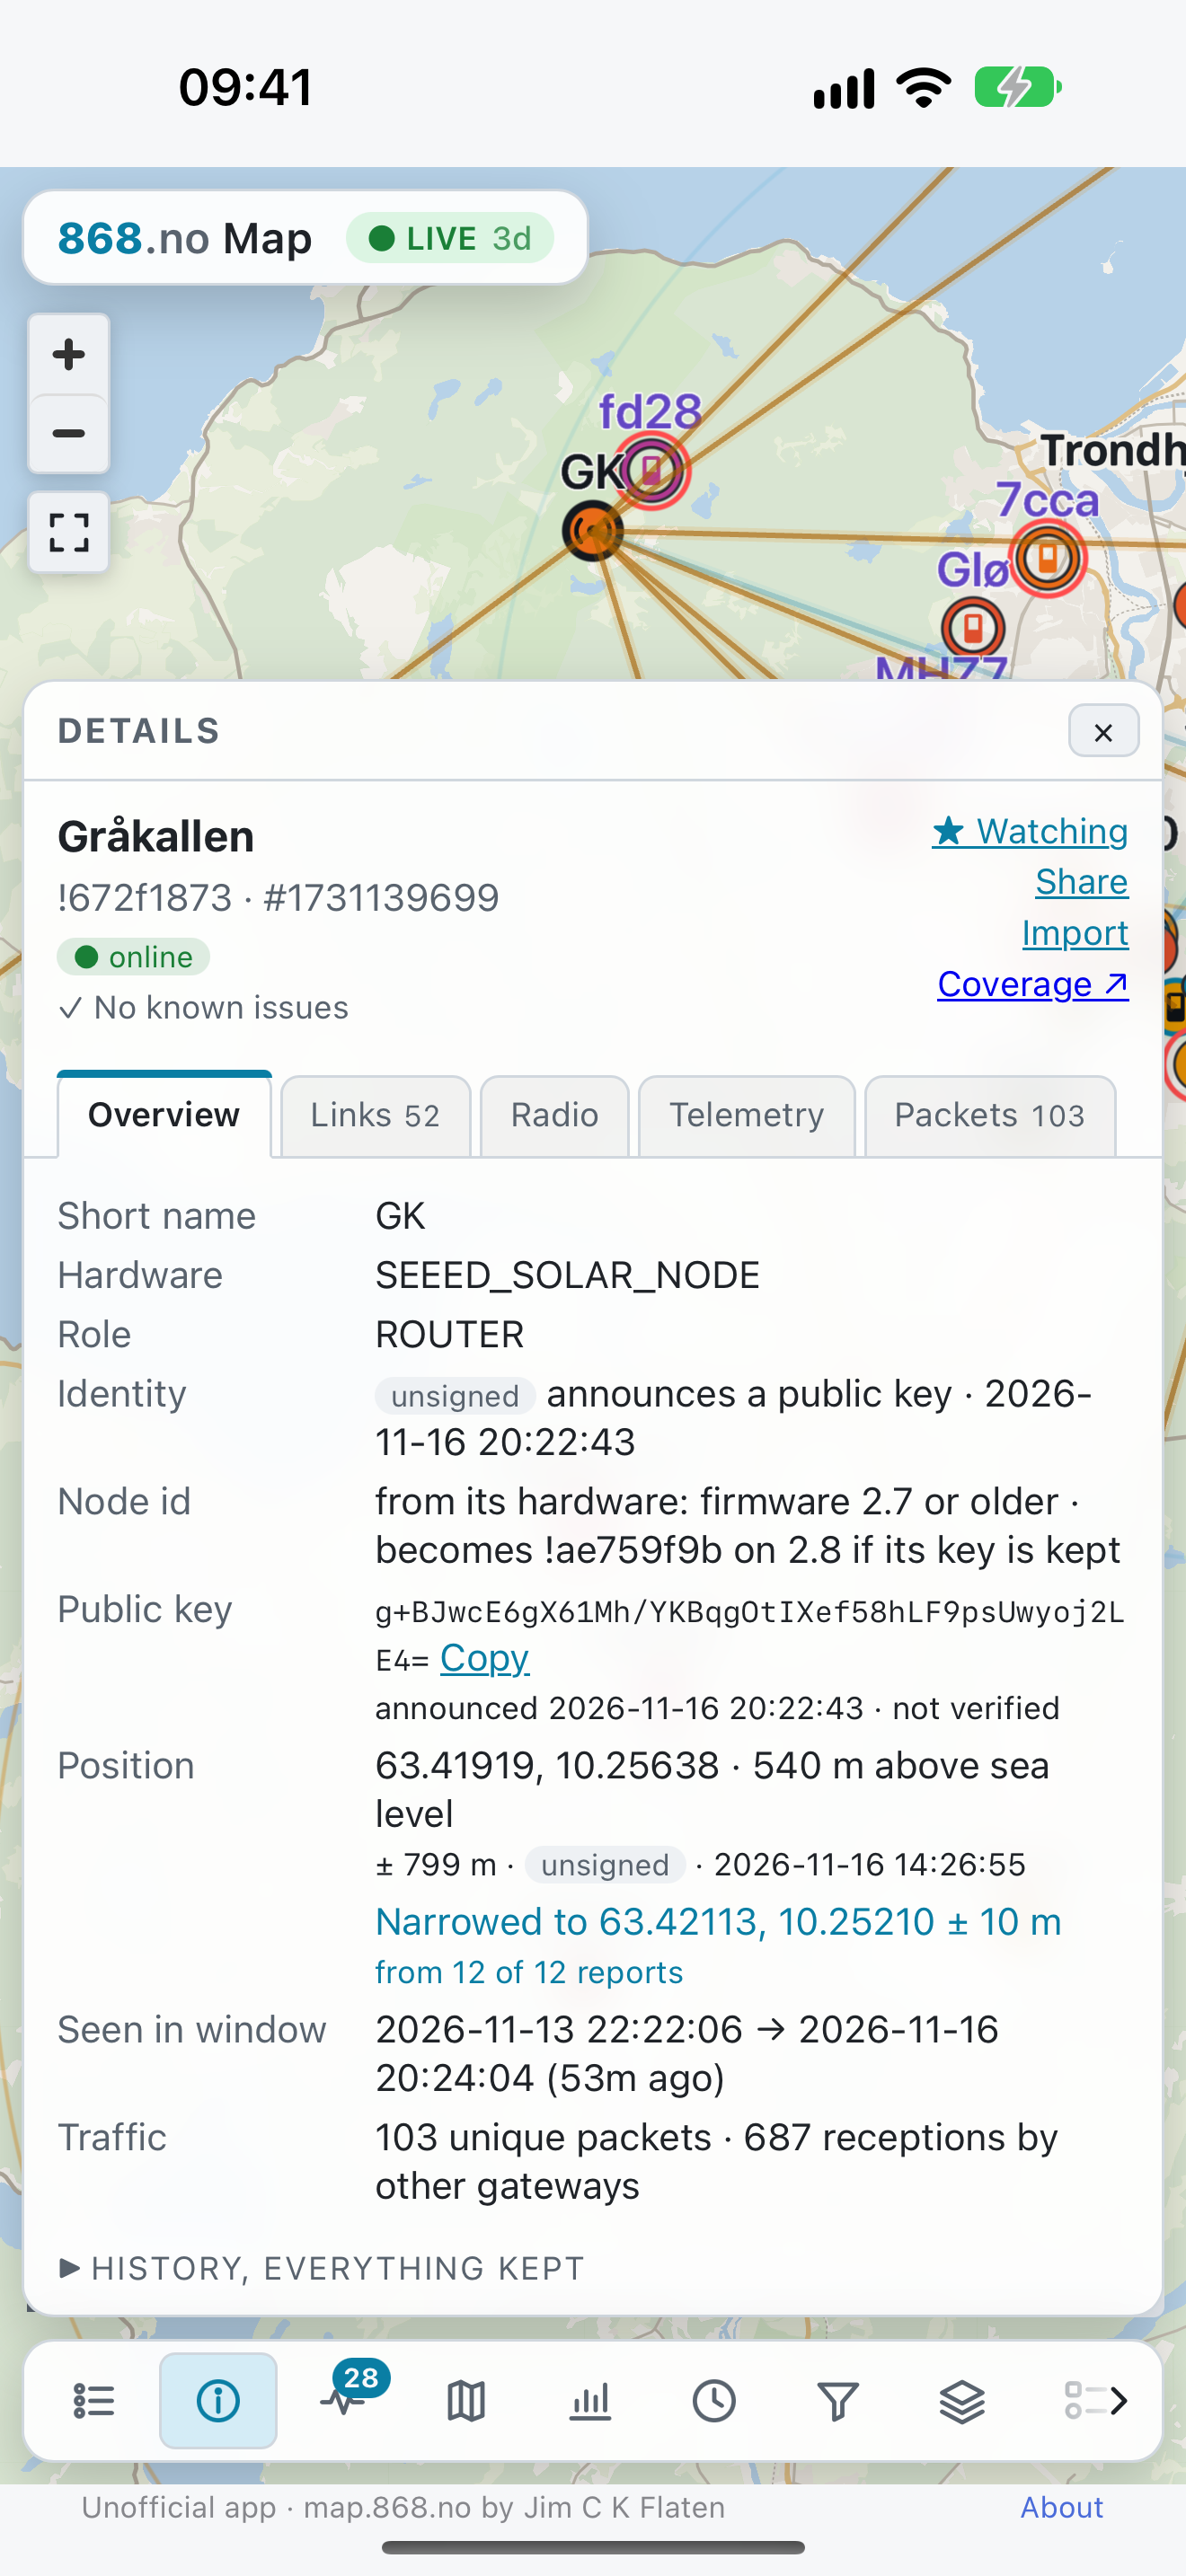 09:41
868.no Map LIVE 3d
fd28
GK
7cca
Glø
DETAILS
×
Gråkallen
★ Watching
!672f1873 · #1731139699
Share
online
Import
✓ No known issues
Coverage ↗
Overview
Links 52
Radio
Telemetry
Packets 103
Short name GK
Hardware SEEED_SOLAR_NODE
Role ROUTER
Identity unsigned announces a public key · 2026-
11-16 20:22:43
Node id from its hardware: firmware 2.7 or older ·
becomes !ae759f9b on 2.8 if its key is kept
Public key g+BJwcE6gX61Mh/YKBqgOtIXef58hLF9psUwyoj2L
E4= Copy
announced 2026-11-16 20:22:43 · not verified
Position 63.41919, 10.25638 · 540 m above sea
level
± 799 m · unsigned · 2026-11-16 14:26:55
Narrowed to 63.42113, 10.25210 ± 10 m
from 12 of 12 reports
Seen in window 2026-11-13 22:22:06 → 2026-11-16
20:24:04 (53m ago)
Traffic 103 unique packets · 687 receptions by
other gateways
▶ HISTORY, EVERYTHING KEPT
28
Unofficial app · map.868.no by Jim C K Flaten
About